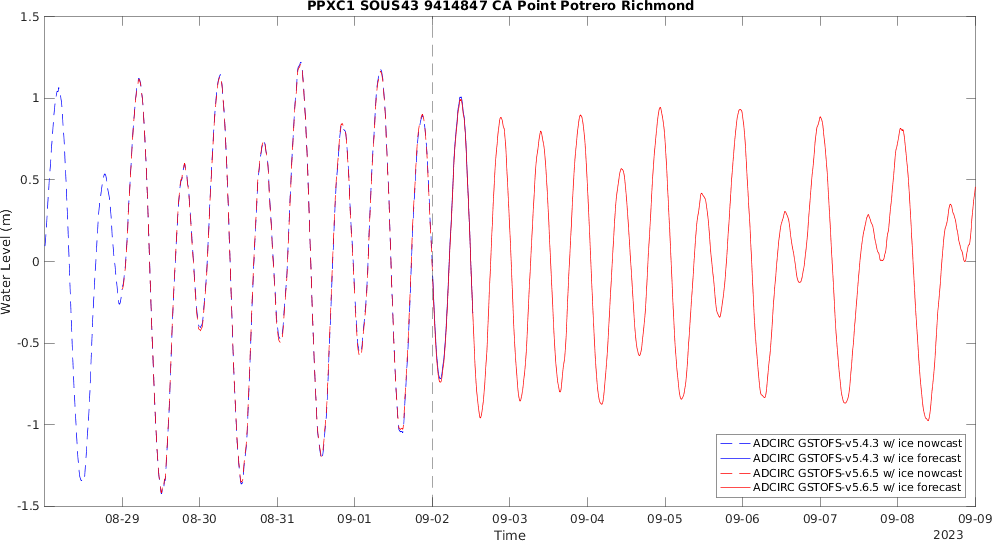 PPXC1 SOUS43 9414847 CA Point Potrero Richmond
1.5
1
0.5
0
-0.5
-1
-1.5
Water Level (m)
08-29 08-30 08-31 09-01 09-02 09-03 09-04 09-05 09-06 09-07 09-08 09-09
Time
2023
ADCIRC GSTOFS-v5.4.3 w/ ice nowcast
ADCIRC GSTOFS-v5.4.3 w/ ice forecast
ADCIRC GSTOFS-v5.6.5 w/ ice nowcast
ADCIRC GSTOFS-v5.6.5 w/ ice forecast